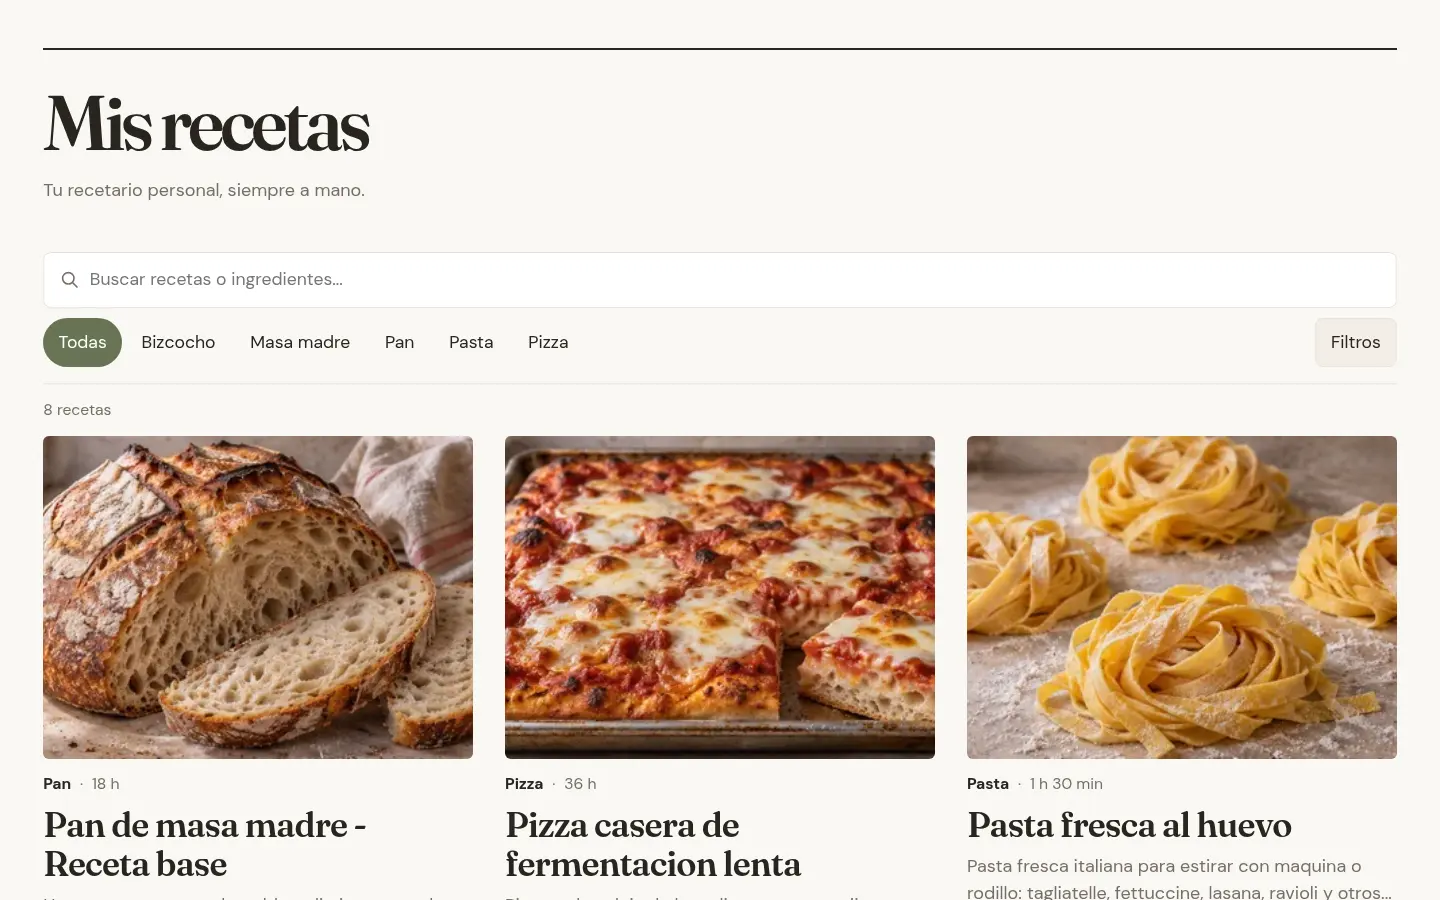 Mis recetas
Tu recetario personal, siempre a mano.
Buscar recetas o ingredientes...
Todas Bizcocho Masa madre Pan Pasta Pizza Filtros
8 recetas
Pan · 18 h
Pan de masa madre -
Receta base
Pizza · 36 h
Pizza casera de
fermentacion lenta
Pasta · 1 h 30 min
Pasta fresca al huevo
Pasta fresca italiana para estirar con maquina o
rodillo: tagliatelle, fettuccine, lasana, ravioli y otros...